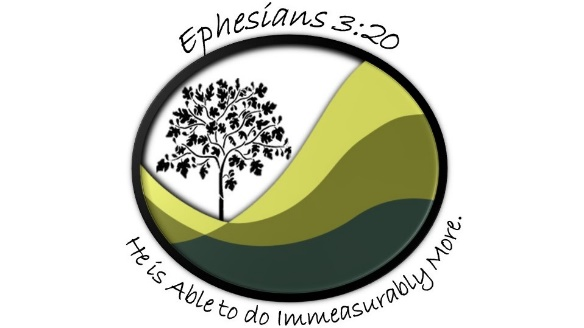 Ephesians 3:20
He is Able to do Immeasurably More.